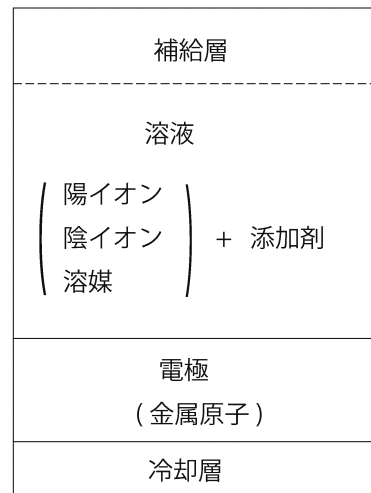 補給層
溶液
陽イオン
陰イオン + 添加剤
溶媒
電極
(金属原子)
冷却層